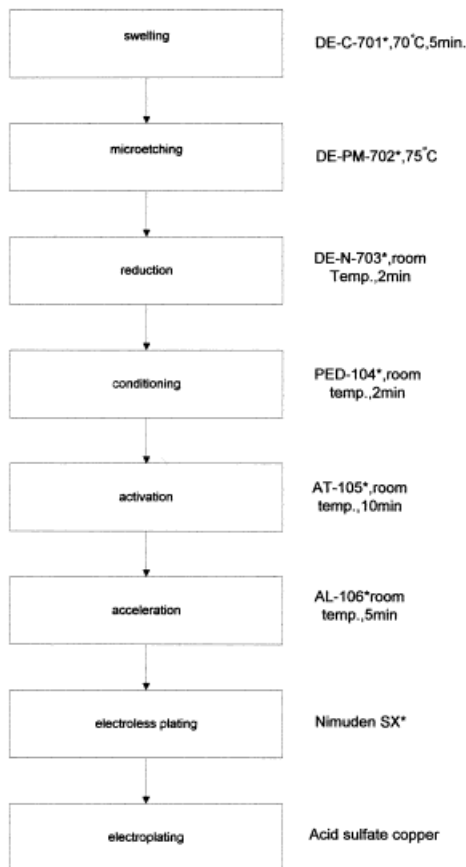 swelling
DE-C-701*,70°C,5min.
microetching
DE-PM-702*,75°C
reduction
DE-N-703*,room
Temp.,2min
conditioning
PED-104*,room
temp.,2min
activation
AT-105*,room
temp.,10min
acceleration
AL-106*room
temp.,5min
electroless plating
Nimuden SX*
electroplating
Acid sulfate copper